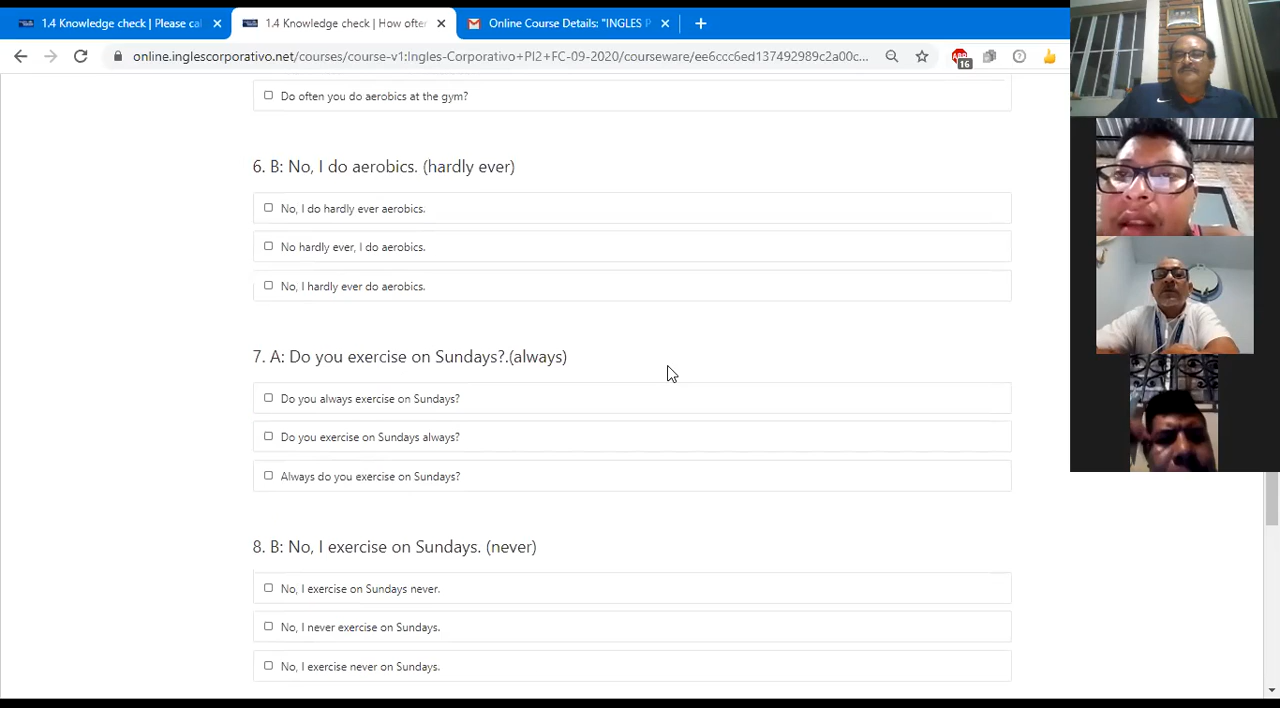 1.4 Knowledge check | Please cal
1.4 Knowledge check | How often
Online Course Details: "INGLES P
online.inglescorporativo.net/courses/course-v1:Ingles-Corporativo+PI2+FC-09-2020/courseware/ee6ccc6ed137492989c2a00c...
16
Do often you do aerobics at the gym?
6. B: No, I do aerobics. (hardly ever)
No, I do hardly ever aerobics.
No hardly ever, I do aerobics.
No, I hardly ever do aerobics.
7. A: Do you exercise on Sundays?.(always)
Do you always exercise on Sundays?
Do you exercise on Sundays always?
Always do you exercise on Sundays?
8. B: No, I exercise on Sundays. (never)
No, I exercise on Sundays never.
No, I never exercise on Sundays.
No, I exercise never on Sundays.